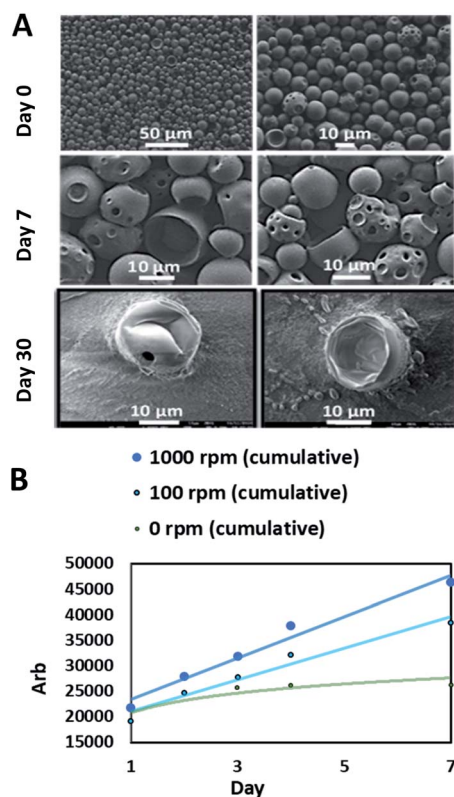 A
Day 0
50 µm
10 µm
Day 7
10 µm
10 µm
Day 30
10 µm
10 µm
B
1000 rpm (cumulative)
100 rpm (cumulative)
0 rpm (cumulative)
50000
45000
40000
35000
30000
25000
20000
15000
Arb
1
3
5
7
Day